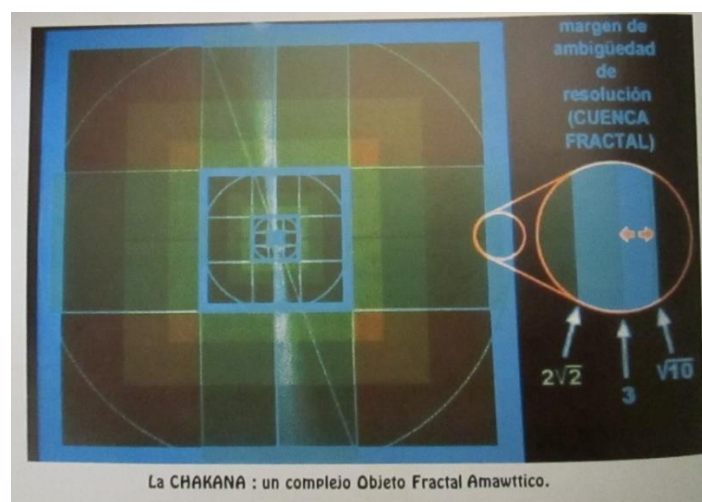 margen de
ambigüedad
de
resolución
(CUENCA
FRACTAL)
2√2
3
√10
La CHAKANA : un complejo Objeto Fractal Amawttico.